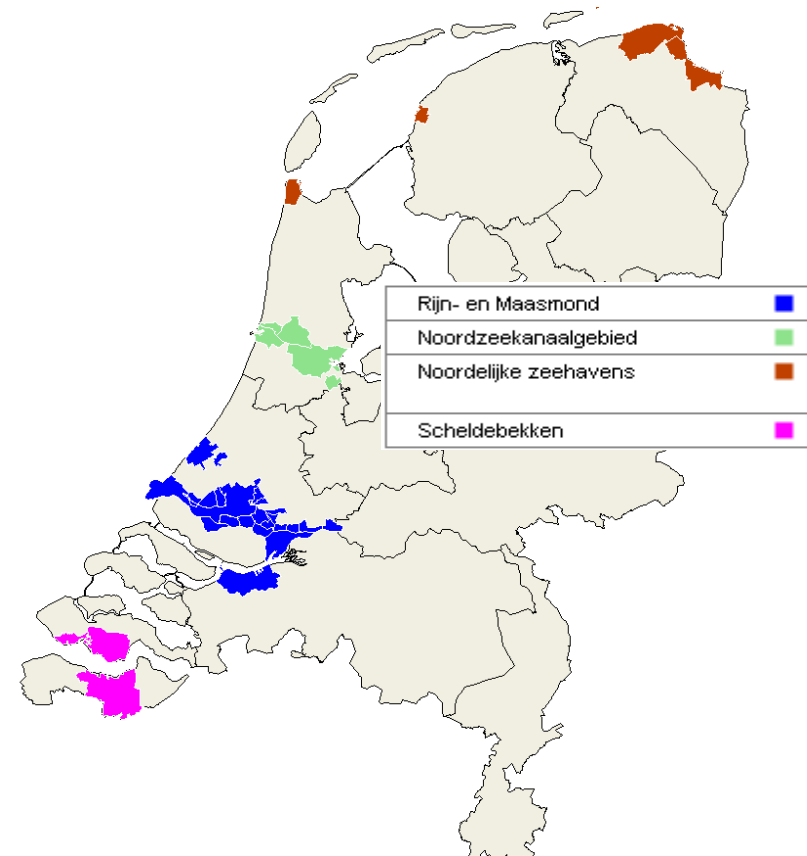 Rijn- en Maasmond
Noordzeekanaalgebied
Noordelijke zeehavens
Scheldebekken